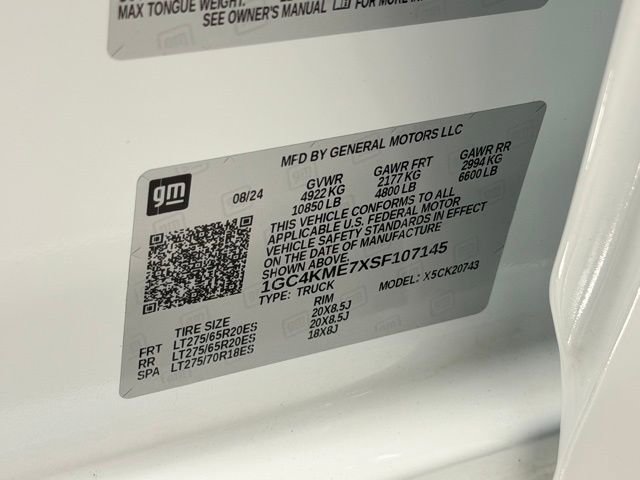 MAX TONGUE WEIGHT:
SEE OWNER'S MANUAL FOR MORE
MFD BY GENERAL MOTORS LLC
gm
08/24
GVWR GAWR FRT GAWR RR
4922 KG 2177 KG 2994 KG
10850 LB 4800 LB 6600 LB
THIS VEHICLE CONFORMS TO ALL
APPLICABLE U.S. FEDERAL MOTOR
VEHICLE SAFETY STANDARDS IN EFFECT
ON THE DATE OF MANUFACTURE
SHOWN ABOVE.
1GC4KME7XSF107145
TYPE: TRUCK MODEL: X5CK20743
TIRE SIZE RIM
FRT LT275/65R20ES 20X8.5J
RR LT275/65R20ES 20X8.5J
SPA LT275/70R18ES 18X8J